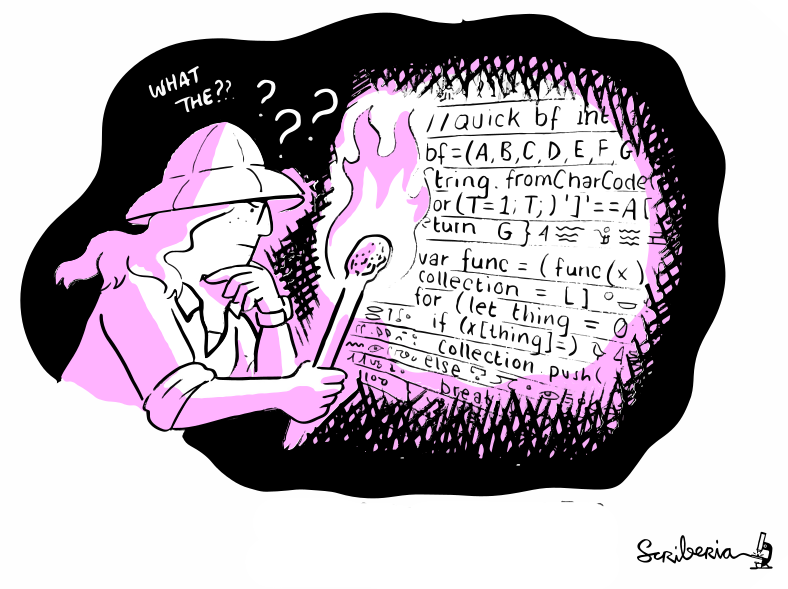 WHAT
THE??
? ? ?
//Quick bf int
bf=(A,B,C,D,E,F G
tring.fromCharCode
or(T=1;T;)']'==A[
eturn G}
var func = (func(x)
collection = []
for (let thing = 0
if (x[thing]=)
collection push(
else
break
Scriberia